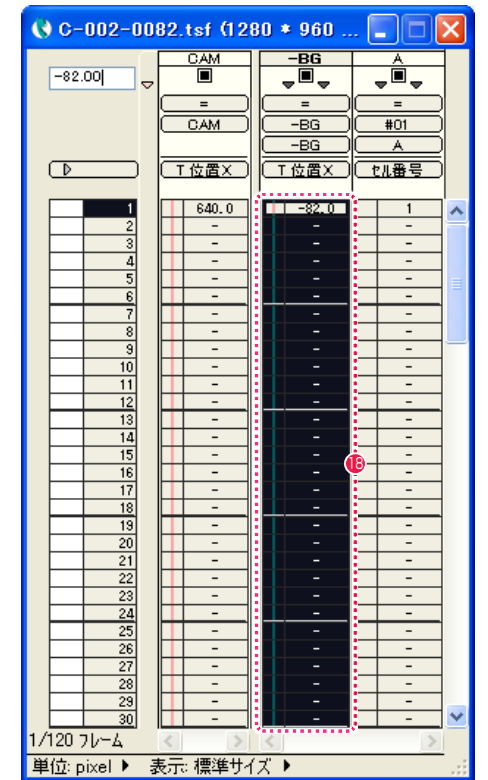 C-002-0082.tsf (1280 * 960 ...
CAM -BG A
-82.00
= = =
CAM -BG #01
-BG A
T位置X T位置X セル番号
1 640.0 -82.0 1
2 - - -
3 - - -
4 - - -
5 - - -
6 - - -
7 - - -
8 - - -
9 - - -
10 - - -
11 - - -
12 - - -
13 - - -
14 - - -
15 - - -
18
16 - - -
17 - - -
18 - - -
19 - - -
20 - - -
21 - - -
22 - - -
23 - - -
24 - - -
25 - - -
26 - - -
27 - - -
28 - - -
29 - - -
30 - - -
1/120 フレーム
単位: pixel 表示: 標準サイズ